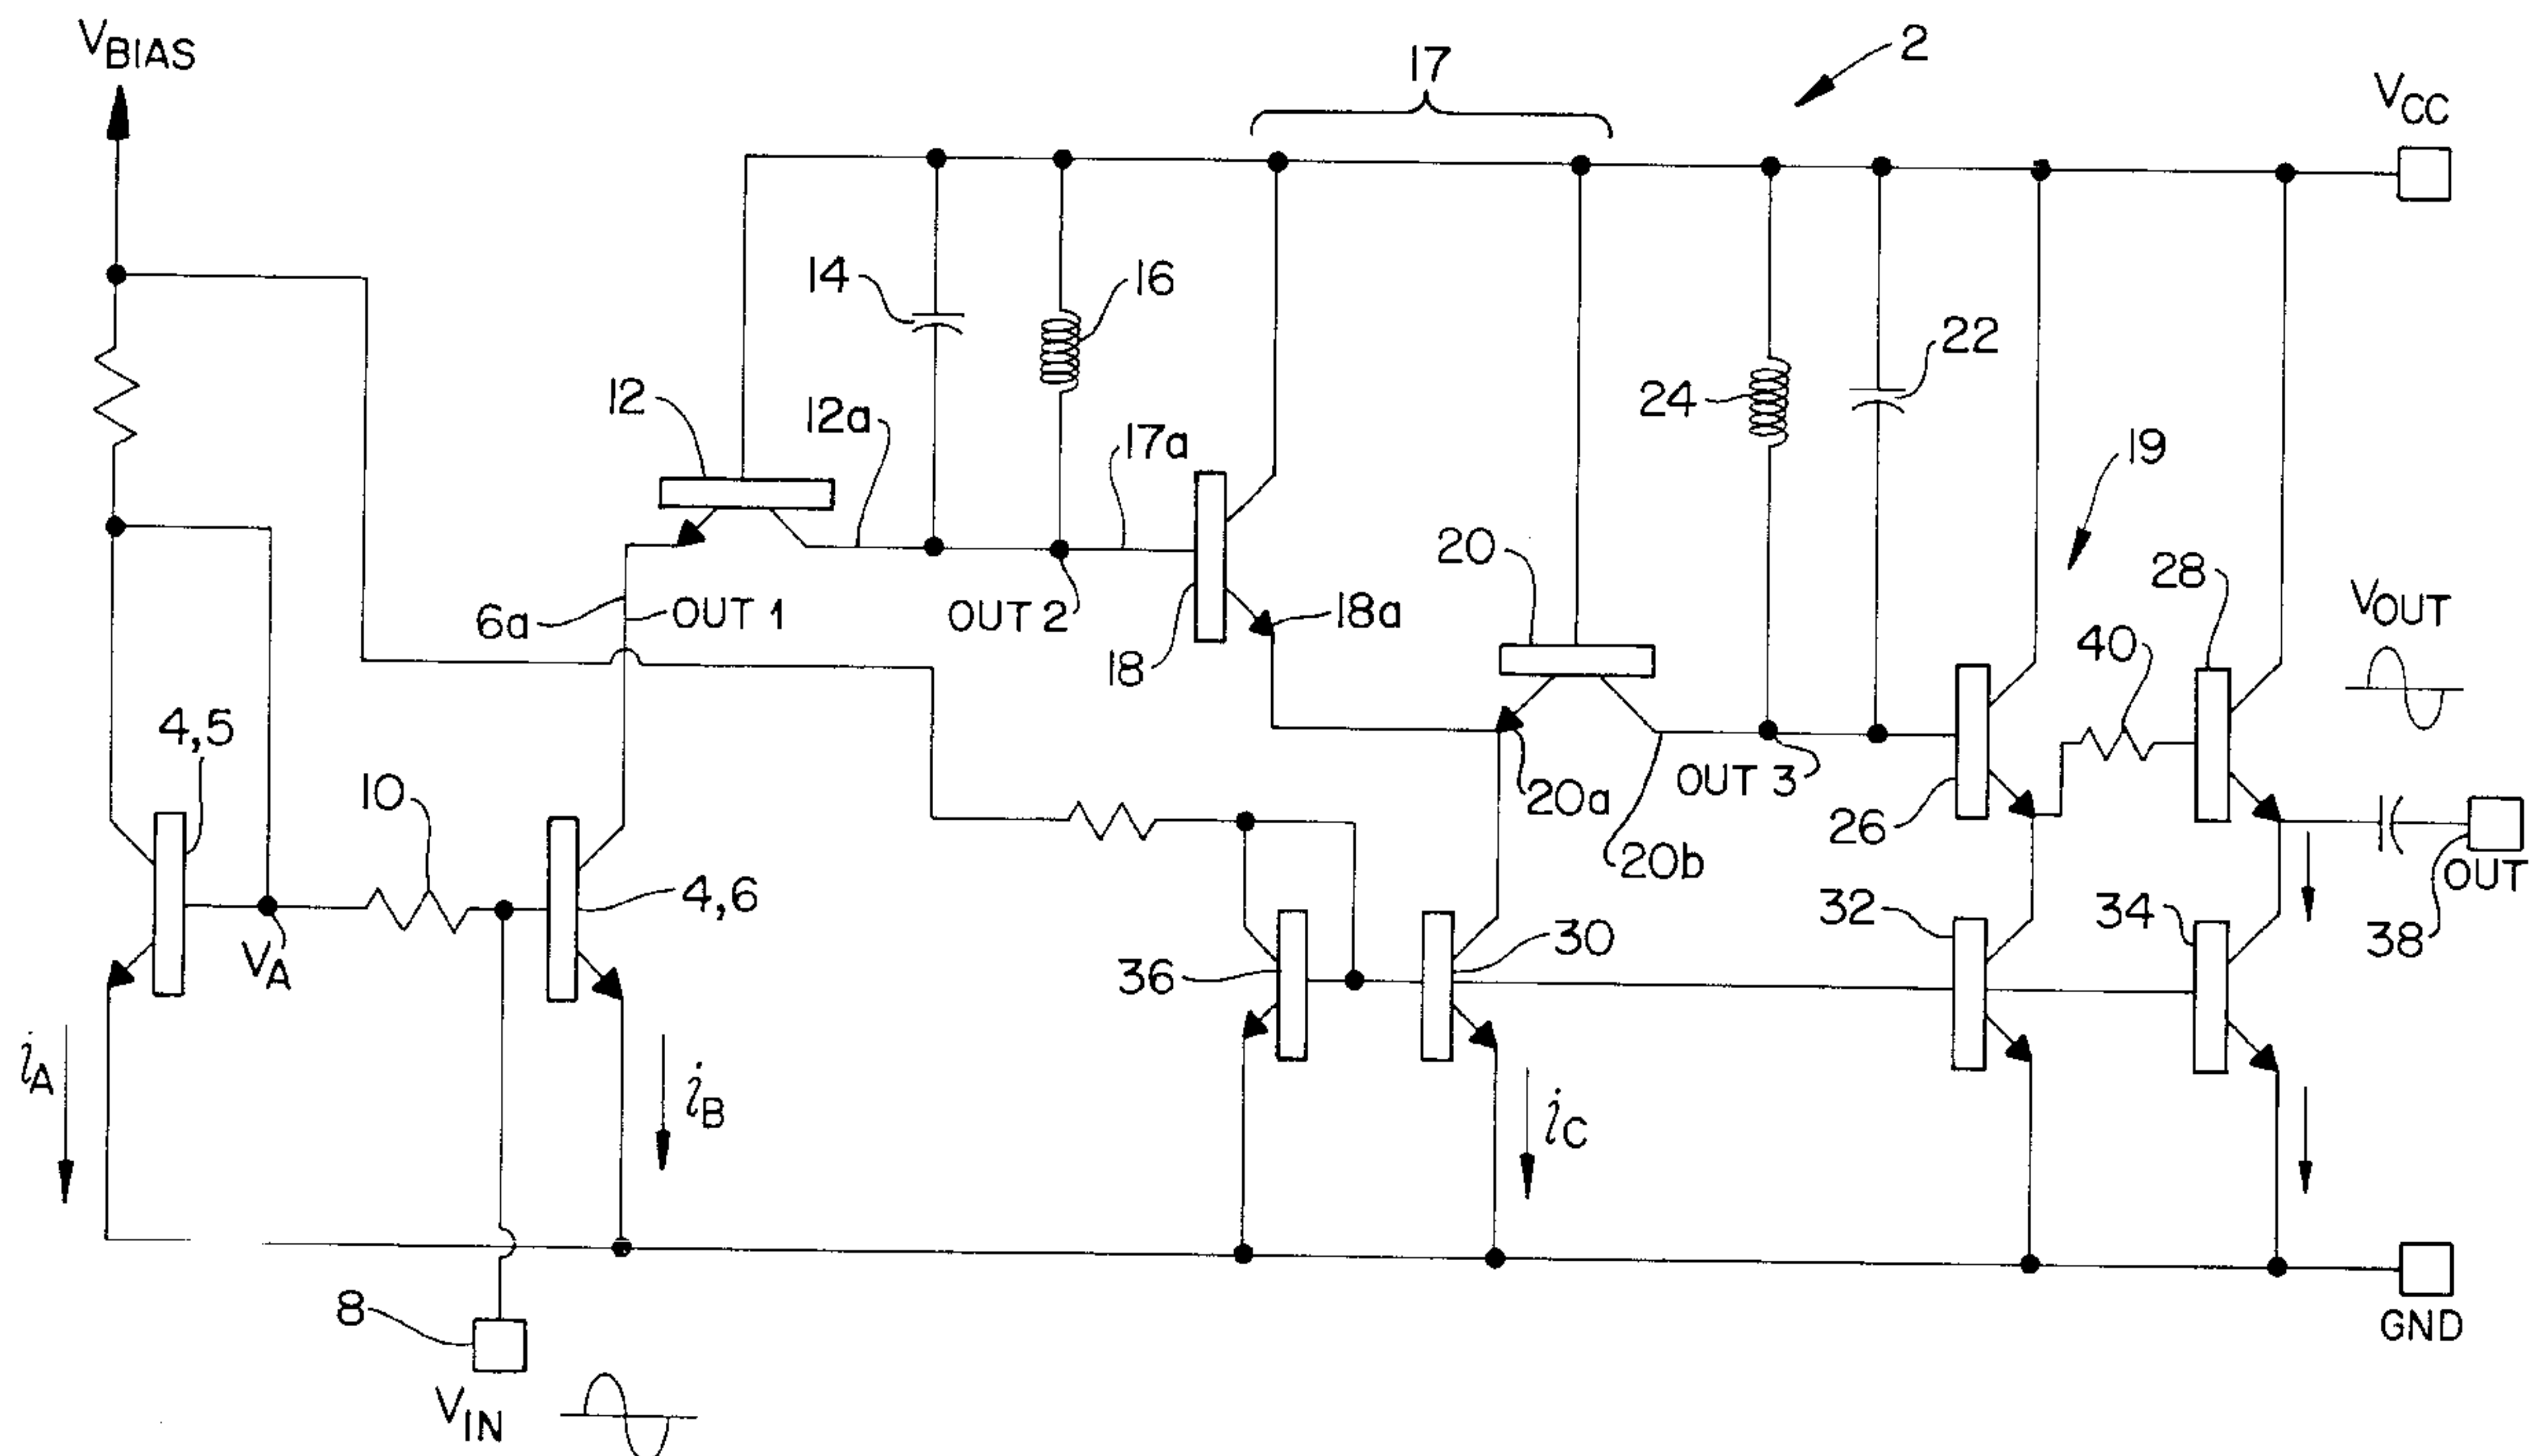 VBIAS
17
2
VCC
14
16
22
12
12a
24
17a
19
20
28
6a
OUT 1
OUT 2
18a
VOUT
40
18
4,5
20a
OUT 3
10
26
20b
OUT
4,6
32
34
VA
36
30
38
iA
iB
iC
8
GND
VIN